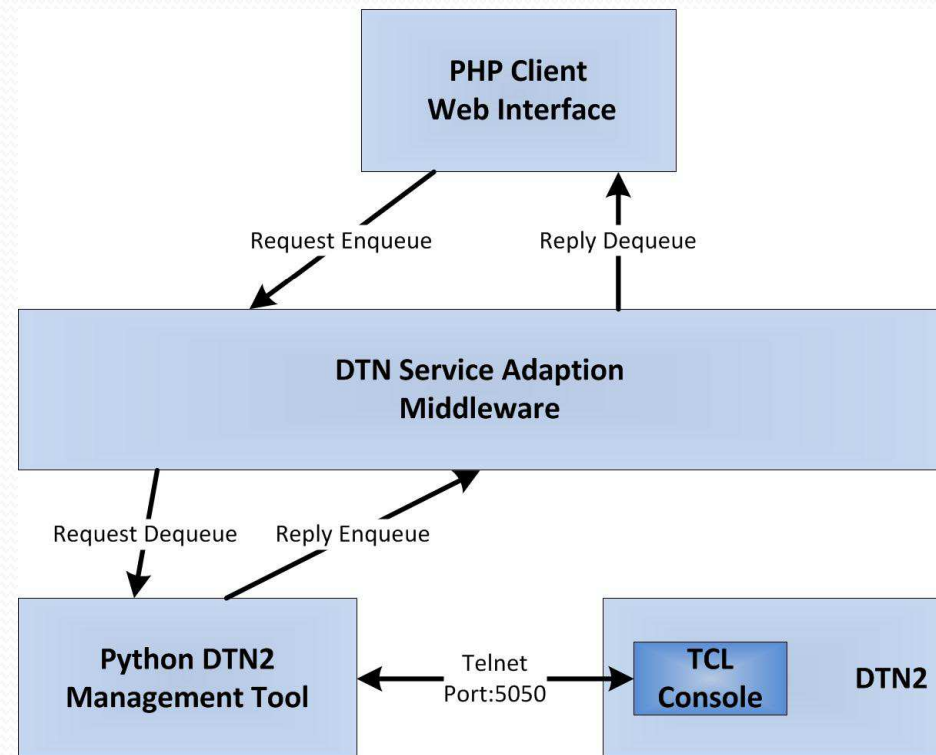 PHP Client
Web Interface
Request Enqueue
Reply Dequeue
DTN Service Adaption
Middleware
Request Dequeue
Reply Enqueue
Python DTN2
Management Tool
Telnet
Port:5050
TCL
Console
DTN2